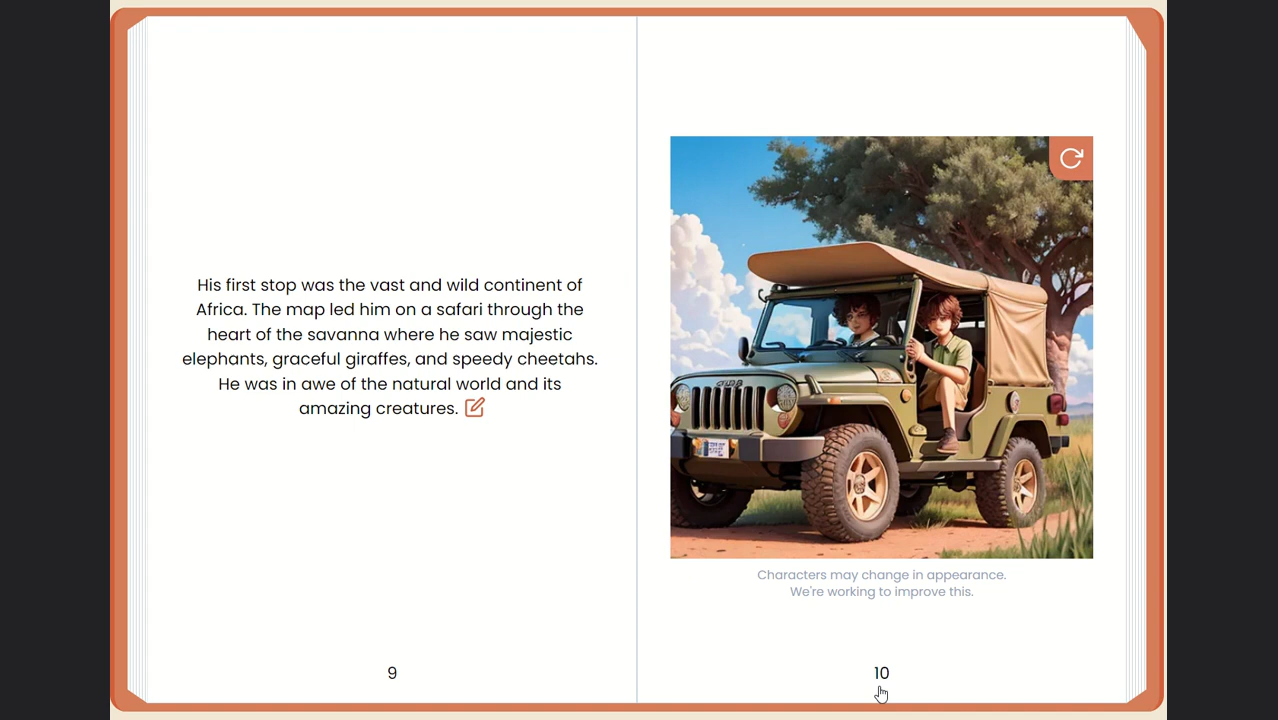 His first stop was the vast and wild continent of
Africa. The map led him on a safari through the
heart of the savanna where he saw majestic
elephants, graceful giraffes, and speedy cheetahs.
He was in awe of the natural world and its
amazing creatures.
9
Characters may change in appearance.
We're working to improve this.
10